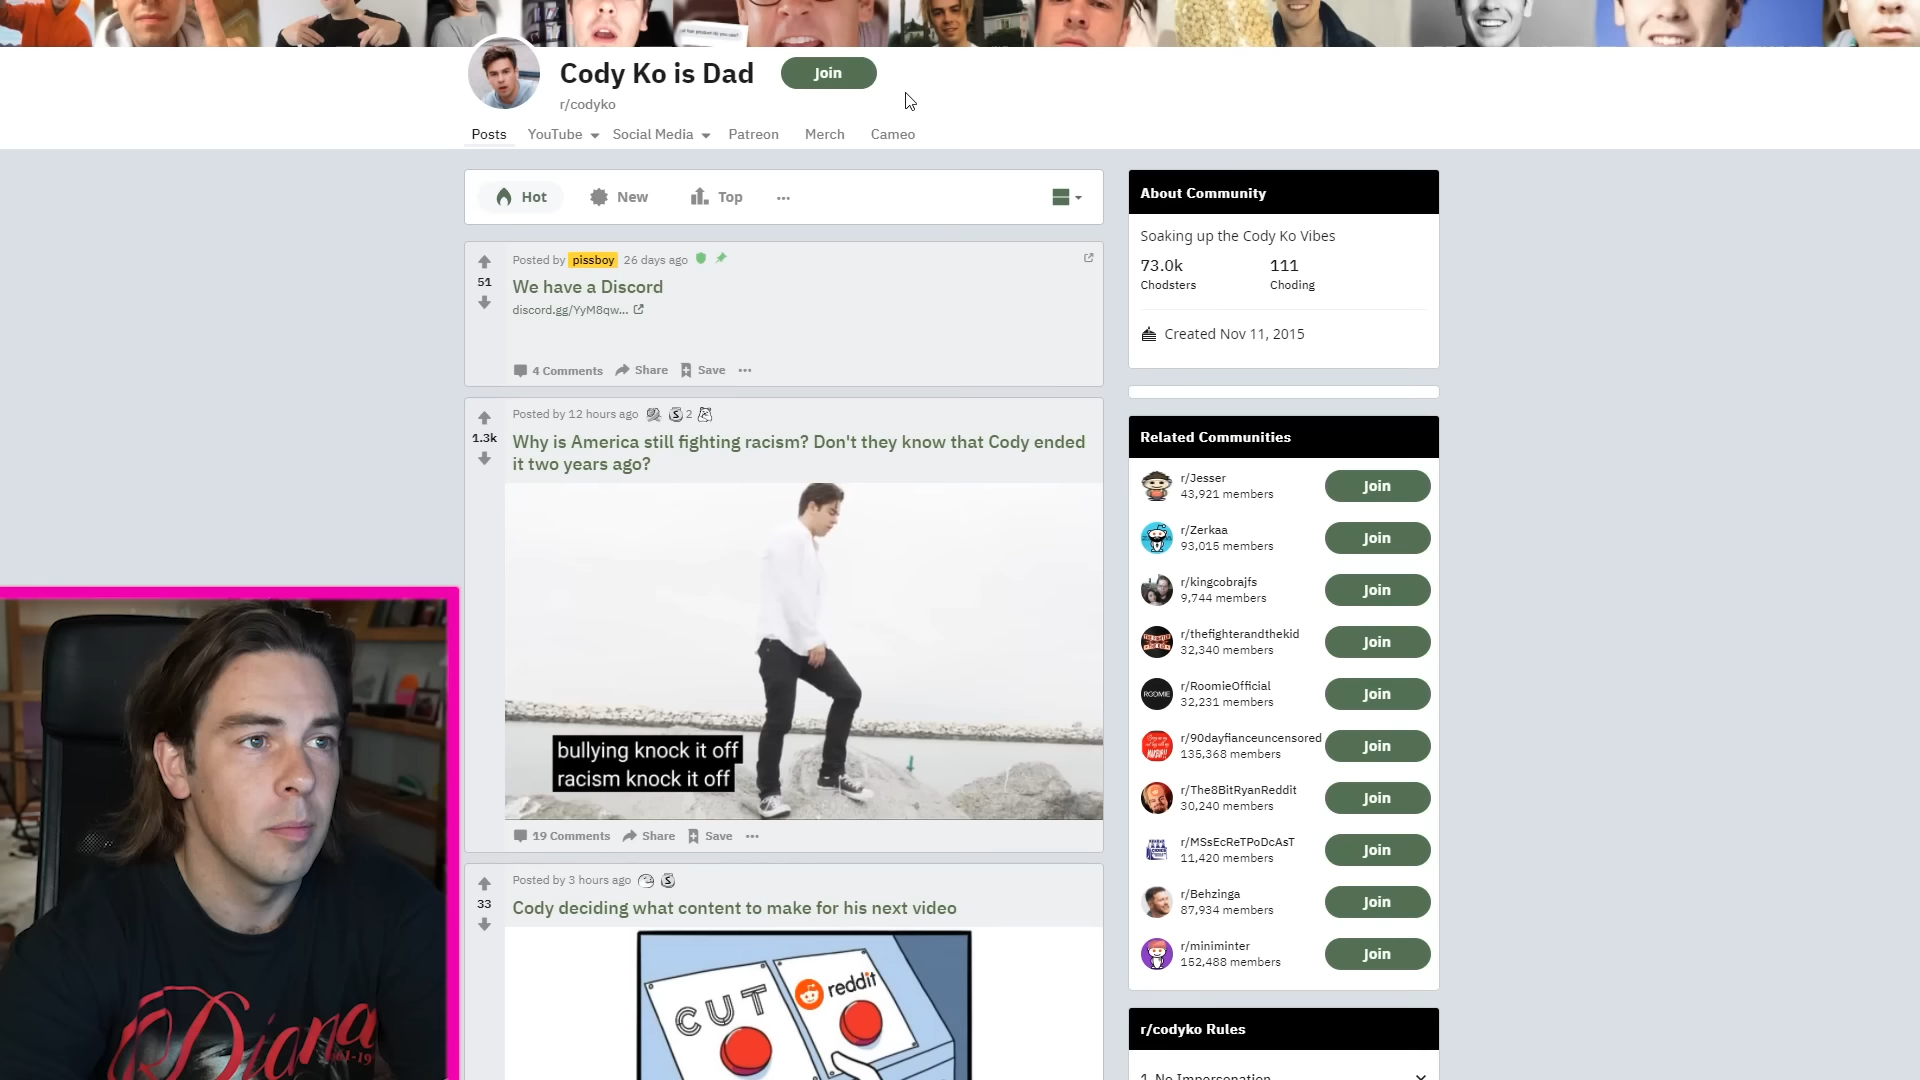 Cody Ko is Dad
Join
r/codyko
Posts
YouTube
Social Media
Patreon
Merch
Cameo
Hot
New
Top
Posted by pissboy 26 days ago
51
We have a Discord
discord.gg/YyM8qw...
4 Comments
Share
Save
Posted by 12 hours ago
2
1.3k
Why is America still fighting racism? Don't they know that Cody ended
it two years ago?
bullying knock it off
racism knock it off
19 Comments
Share
Save
Posted by 3 hours ago
33
Cody deciding what content to make for his next video
CUT
reddit
About Community
Soaking up the Cody Ko Vibes
73.0k
111
Chodsters
Choding
Created Nov 11, 2015
Related Communities
r/Jesser
43,921 members
Join
r/Zerkaa
93,015 members
Join
r/kingcobrajfs
9,744 members
Join
r/thefighterandthekid
32,340 members
Join
ROOMIE
r/RoomieOfficial
32,231 members
Join
r/90dayfianceuncensored
135,368 members
Join
r/The8BitRyanReddit
30,240 members
Join
r/MSsEcReTPoDcAsT
11,420 members
Join
r/Behzinga
87,934 members
Join
r/miniminter
152,488 members
Join
r/codyko Rules
1. No Impersonation
Diana